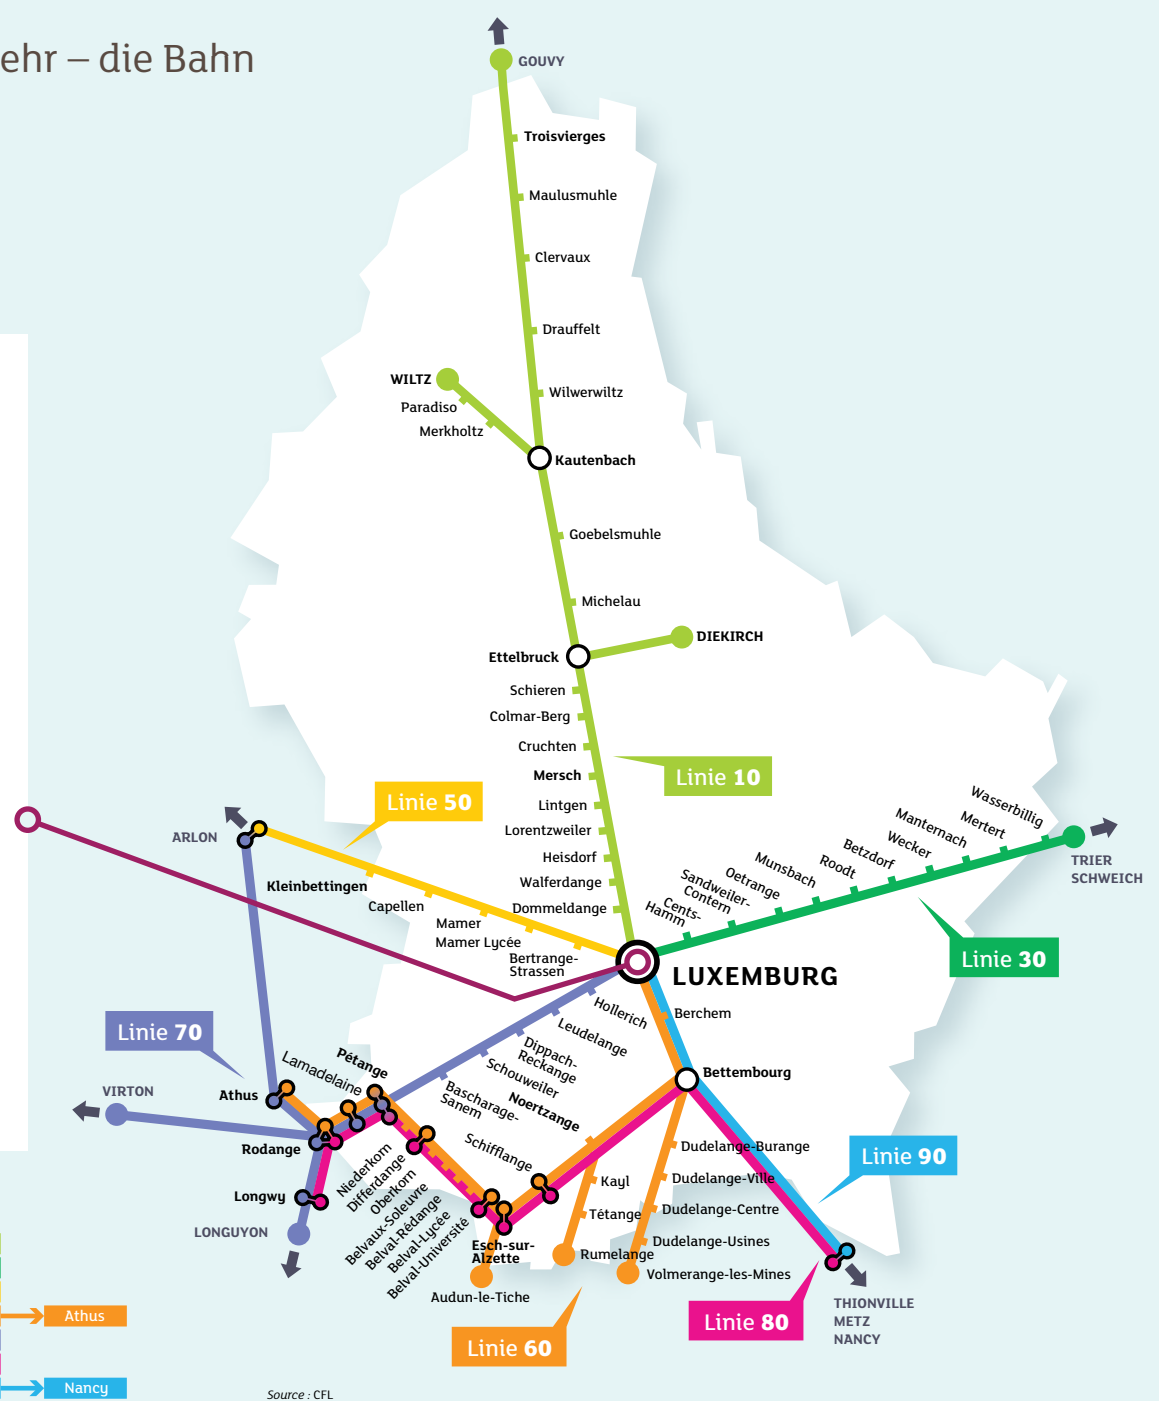 ehr – die Bahn
GOUVY
Troisvierges
Maulusmuhle
Clervaux
Drauffelt
WILTZ
Wilwerwiltz
Paradiso
Merkholtz
Kautenbach
Goebelsmuhle
Michelau
DIEKIRCH
Ettelbruck
Schieren
Colmar-Berg
Cruchten
Mersch
Linie 10
Lintgen
Linie 50
Lorentzweiler
Heisdorf
Walferdange
Dommeldange
ARLON
Kleinbettingen
Capellen
Mamer
Mamer Lycée
Bertrange-
Strassen
Wasserbillig
Mertert
Manternach
Wecker
Betzdorf
Roodt
Munsbach
Oetrange
Sandweiler-
Contern
Cents-
Hamm
TRIER
SCHWEICH
Linie 30
LUXEMBURG
Hollerich
Leudelange
Dippach-
Reckange
Schouweiler
Bascharage-
Sanem
Berchem
Bettembourg
Linie 70
Pétange
Lamadelaine
Athus
VIRTON
Rodange
Longwy
LONGUYON
Noertzange
Schifflange
Niederkorn
Differdange
Oberkorn
Belvaux-Soleuvre
Belval-Rédange
Belval-Lycée
Belval-Université
Esch-sur-
Alzette
Audun-le-Tiche
Kayl
Tétange
Rumelange
Dudelange-Burange
Dudelange-Ville
Dudelange-Centre
Dudelange-Usines
Volmerange-les-Mines
Linie 90
Linie 80
Linie 60
THIONVILLE
METZ
NANCY
Athus
Nancy
Source : CFL